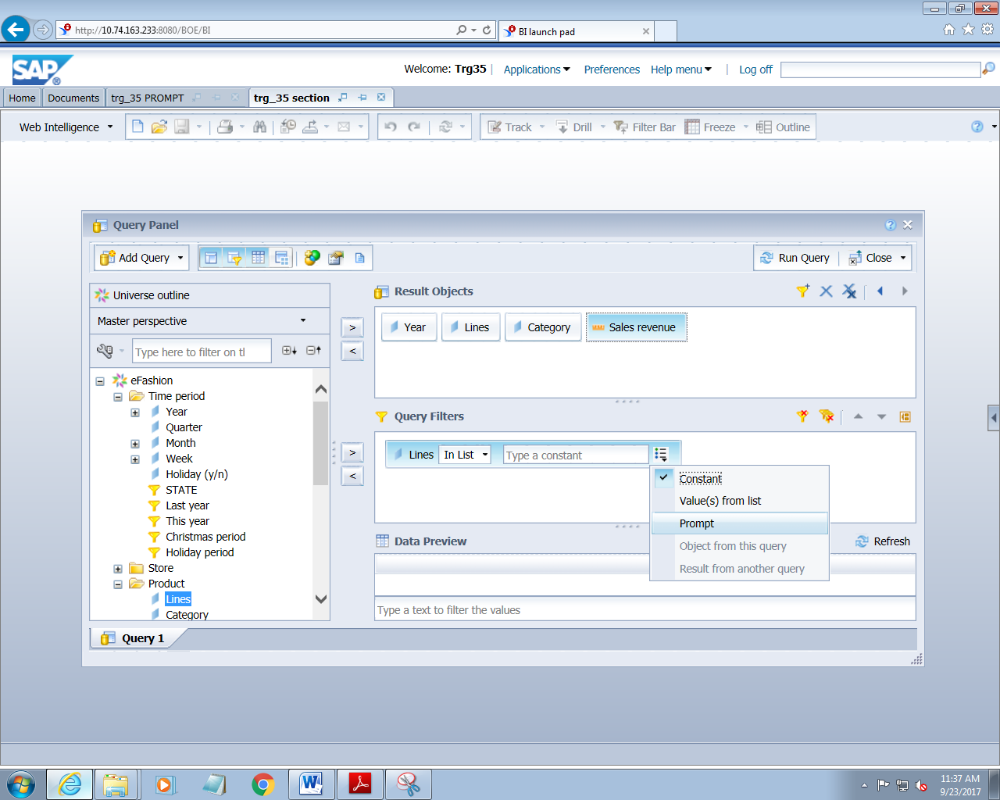 http://10.74.163.233:8080/BOE/BI
BI launch pad
SAP
Welcome: Trg35
Applications
Preferences
Help menu
Log off
Home
Documents
trg_35 PROMPT
trg_35 section
Web Intelligence
Track
Drill
Filter Bar
Freeze
Outline
Query Panel
Add Query
Run Query
Close
Universe outline
Master perspective
Type here to filter on tl
eFashion
Time period
Year
Quarter
Month
Week
Holiday (y/n)
STATE
Last year
This year
Christmas period
Holiday period
Store
Product
Lines
Category
>
<
>
<
Result Objects
Year
Lines
Category
Sales revenue
Query Filters
Lines
In List
Type a constant
Constant
Value(s) from list
Prompt
Object from this query
Result from another query
Data Preview
Refresh
Type a text to filter the values
Query 1
11:37 AM
9/23/2017